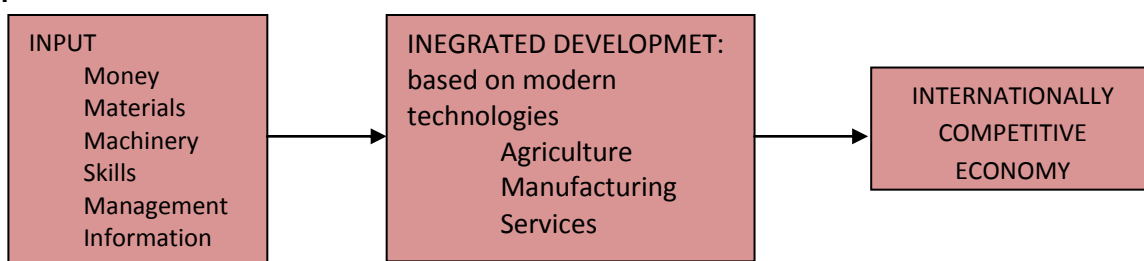 INPUT
Money
Materials
Machinery
Skills
Management
Information
INEGRATED DEVELOPMET:
based on modern
technologies
Agriculture
Manufacturing
Services
INTERNATIONALLY
COMPETITIVE
ECONOMY